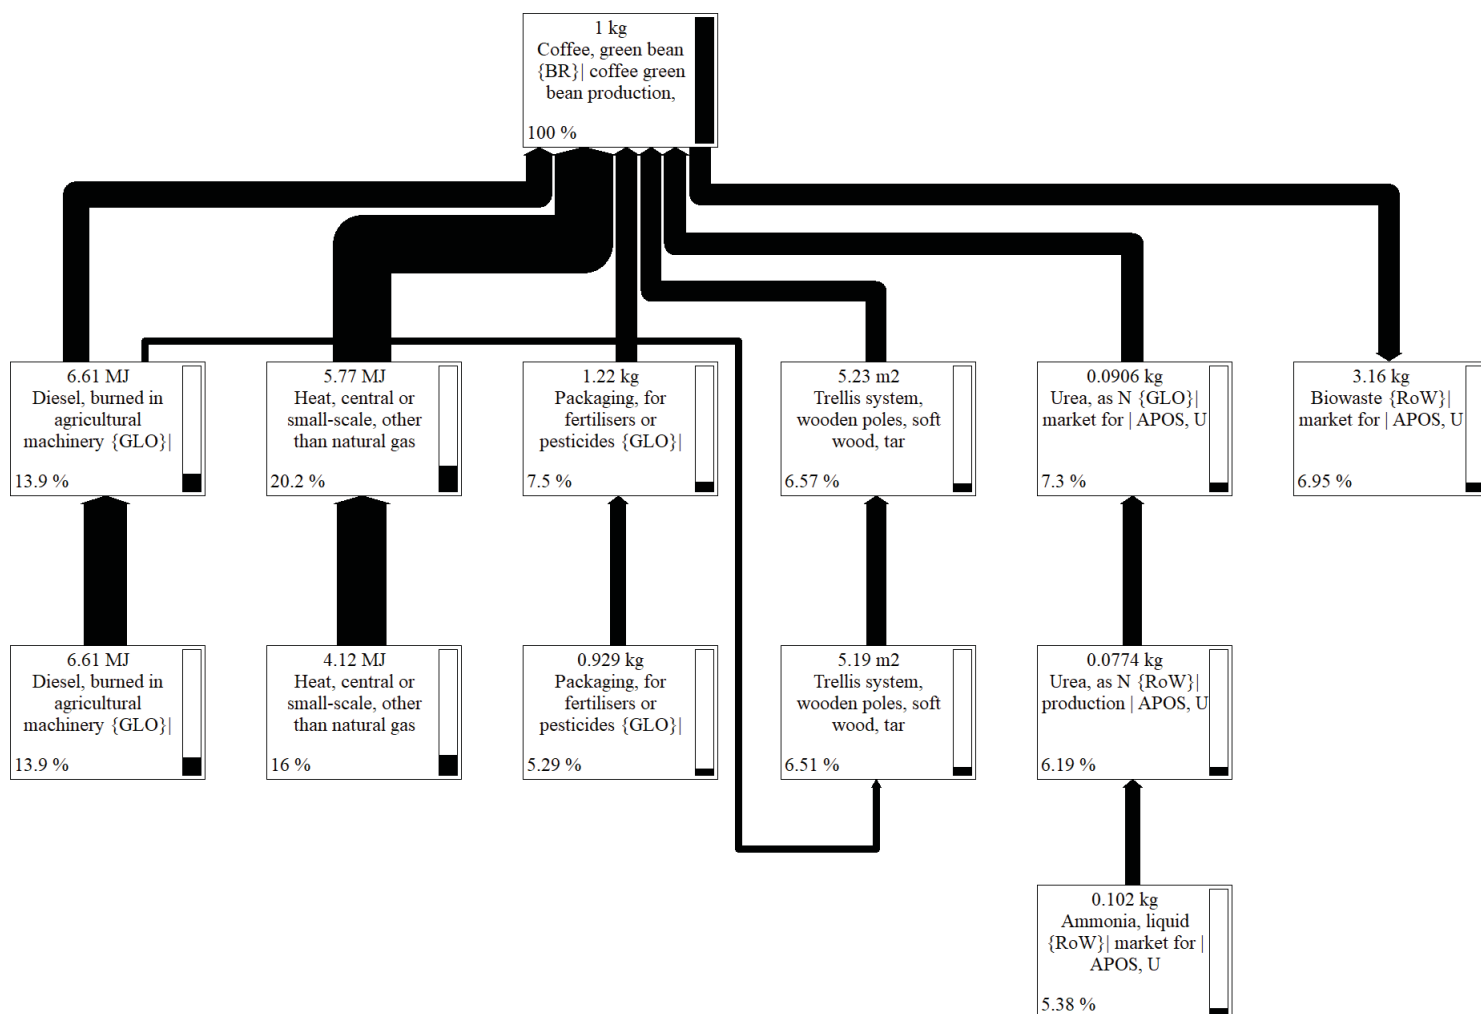 1 kg
Coffee, green bean
{BR}| coffee green
bean production,
100 %
6.61 MJ
Diesel, burned in
agricultural
machinery {GLO}|
13.9 %
5.77 MJ
Heat, central or
small-scale, other
than natural gas
20.2 %
1.22 kg
Packaging, for
fertilisers or
pesticides {GLO}|
7.5 %
5.23 m2
Trellis system,
wooden poles, soft
wood, tar
6.57 %
0.0906 kg
Urea, as N {GLO}|
market for | APOS, U
7.3 %
3.16 kg
Biowaste {RoW}|
market for | APOS, U
6.95 %
6.61 MJ
Diesel, burned in
agricultural
machinery {GLO}|
13.9 %
4.12 MJ
Heat, central or
small-scale, other
than natural gas
16 %
0.929 kg
Packaging, for
fertilisers or
pesticides {GLO}|
5.29 %
5.19 m2
Trellis system,
wooden poles, soft
wood, tar
6.51 %
0.0774 kg
Urea, as N {RoW}|
production | APOS, U
6.19 %
0.102 kg
Ammonia, liquid
{RoW}| market for |
APOS, U
5.38 %